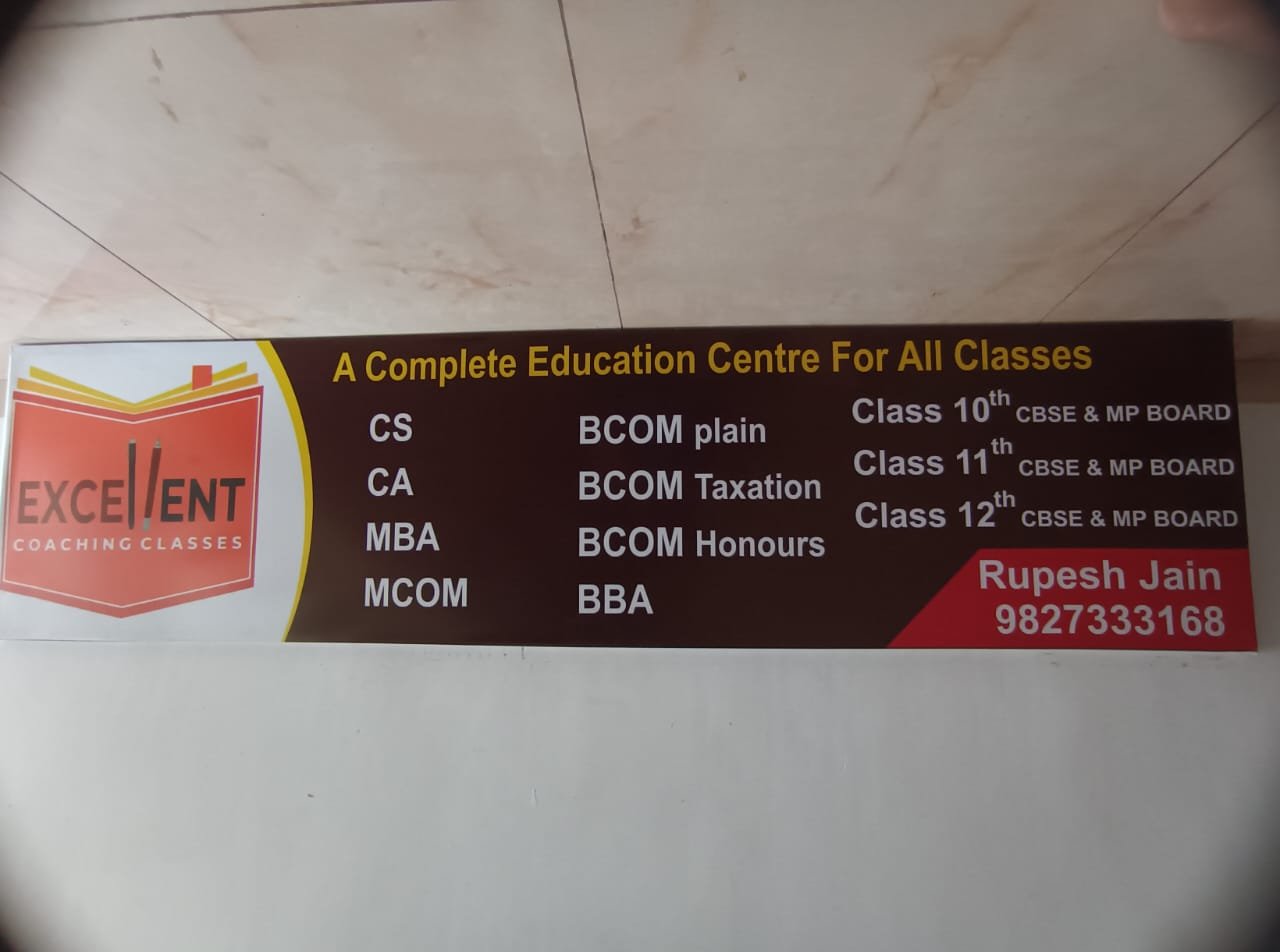 EXCELLENT
COACHING CLASSES
A Complete Education Centre For All Classes
CS
CA
MBA
MCOM
BCOM plain
BCOM Taxation
BCOM Honours
BBA
Class 10th CBSE & MP BOARD
Class 11th CBSE & MP BOARD
Class 12th CBSE & MP BOARD
Rupesh Jain
9827333168